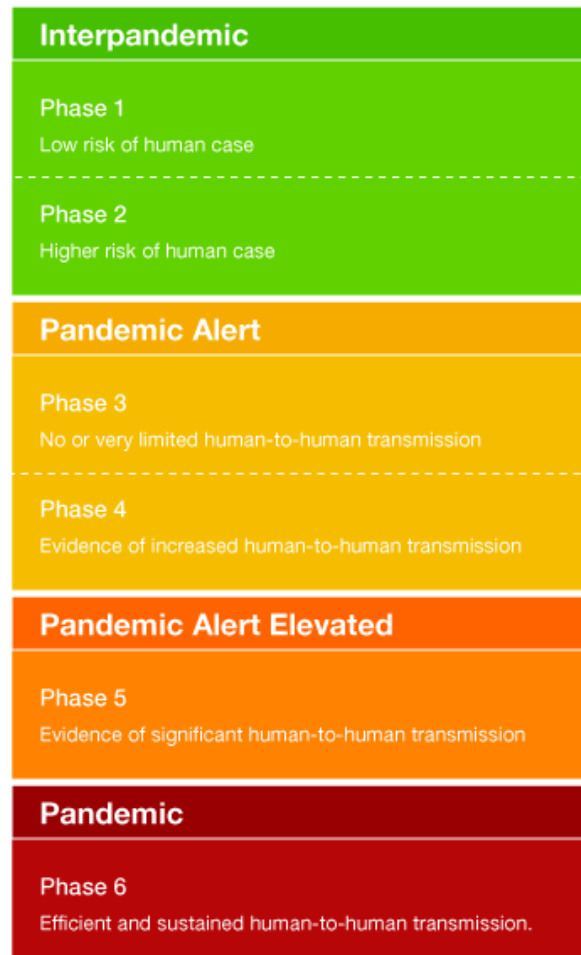 Interpandemic
Phase 1
Low risk of human case
Phase 2
Higher risk of human case
Pandemic Alert
Phase 3
No or very limited human-to-human transmission
Phase 4
Evidence of increased human-to-human transmission
Pandemic Alert Elevated
Phase 5
Evidence of significant human-to-human transmission
Pandemic
Phase 6
Efficient and sustained human-to-human transmission.